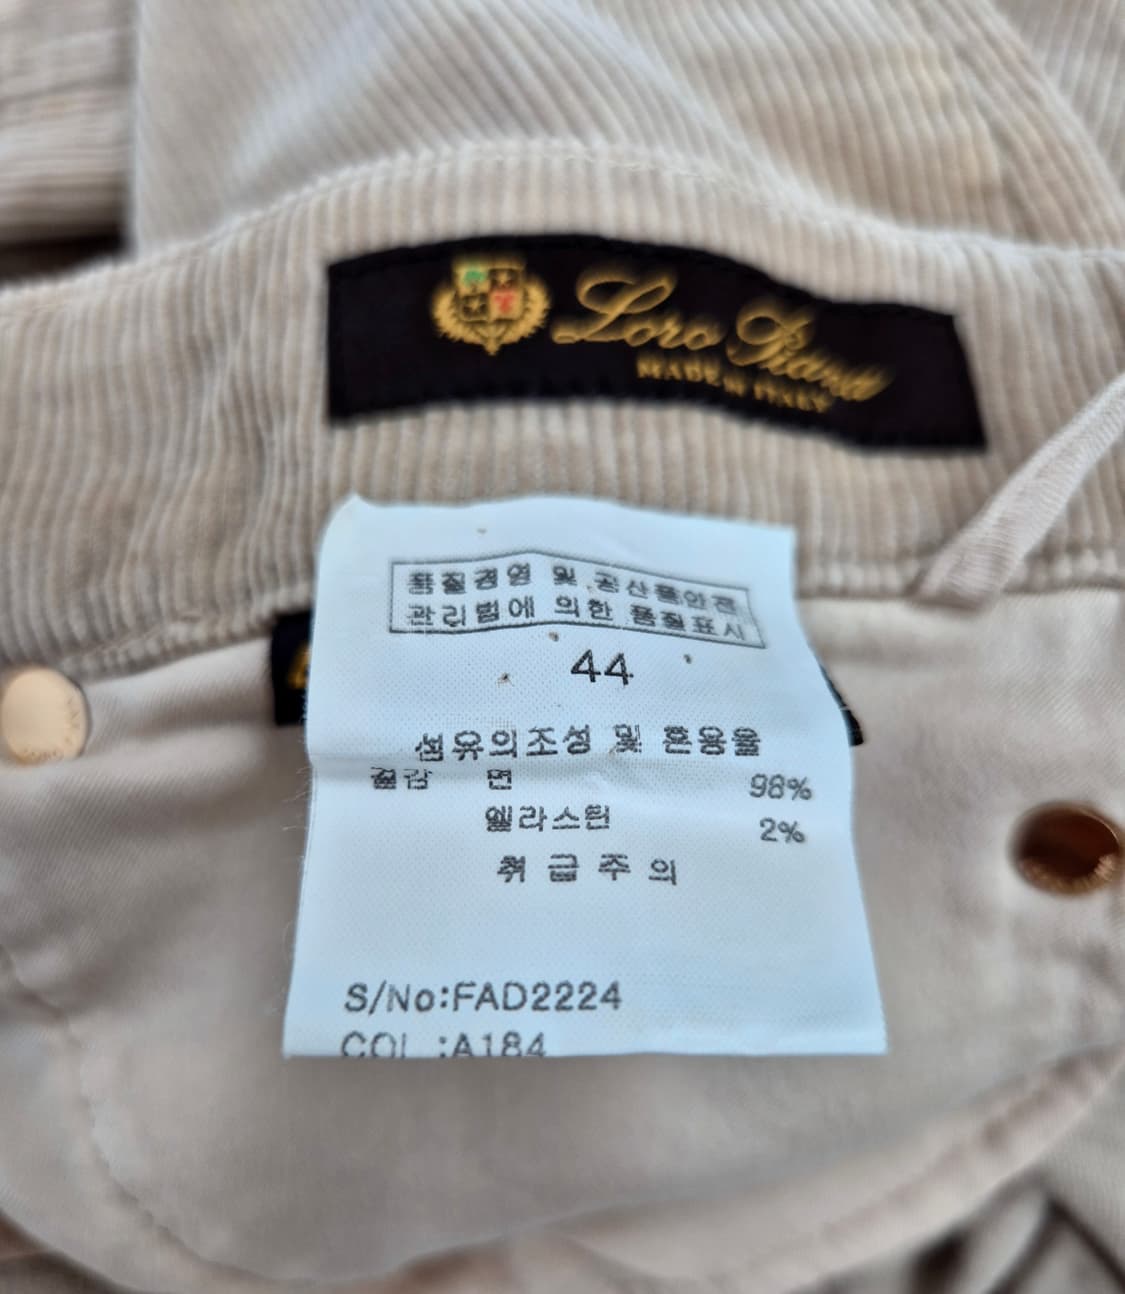 Loro Piana
MADE IN ITALY
품질경영 및 공산품안전
관리법에 의한 품질표시
44
섬유의조성 및 혼용율
겉감 면 98%
엘라스틴 2%
취급주의
S/No:FAD2224
COL :A184